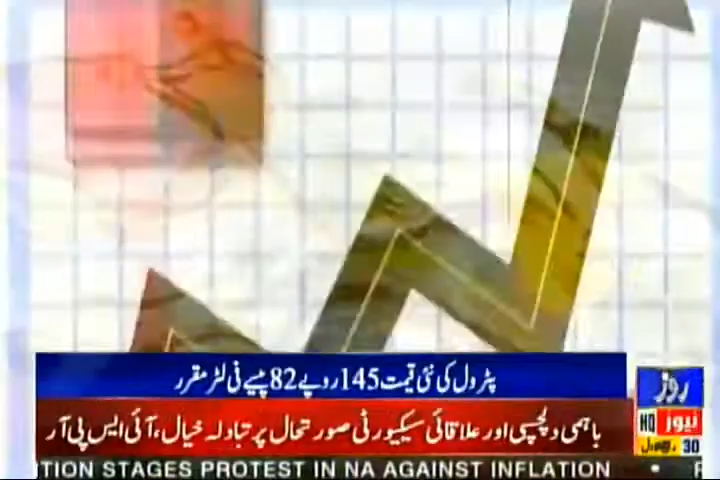 پٹرول کی نئی قیمت 145 روپے 82 پیسے فی لٹر مقرر
باہمی دلچسپی اور علاقائی سیکیورٹی صورتحال پر تبادلہ خیال، آئی ایس پی آر
روز
HQ نیوز
30
TION STAGES PROTEST IN NA AGAINST INFLATION • R